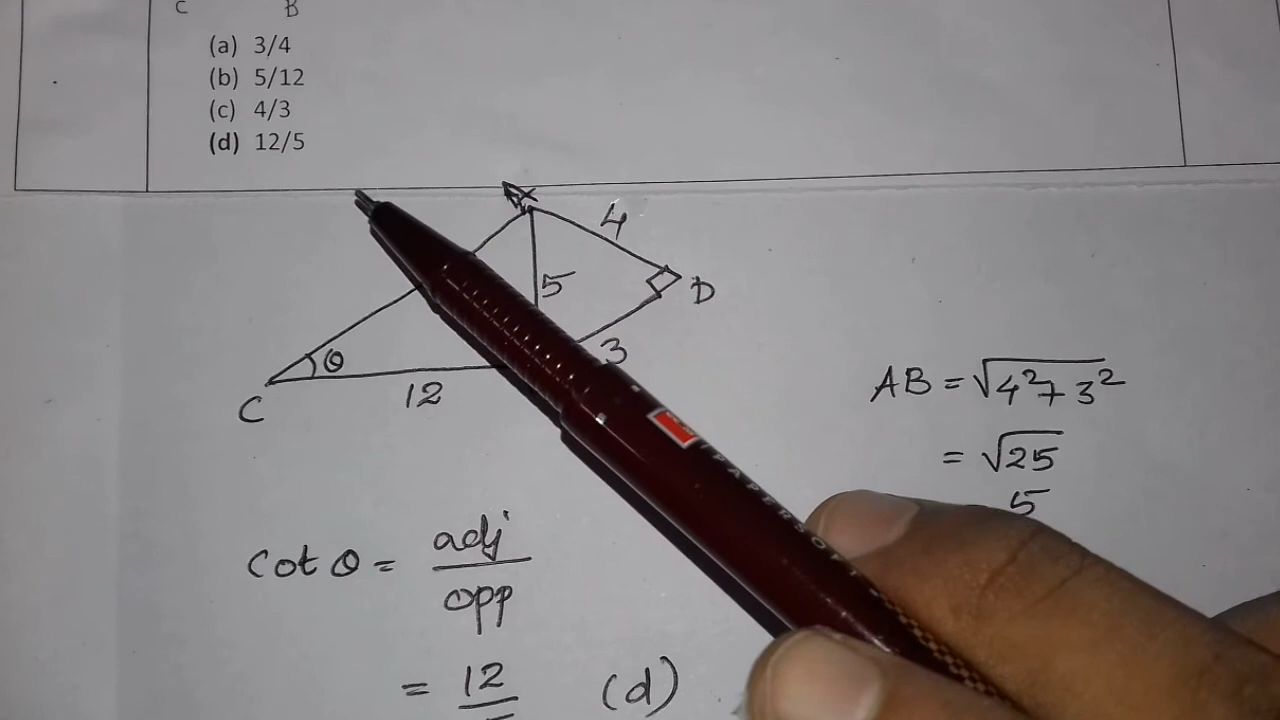 C B
(a) 3/4
(b) 5/12
(c) 4/3
(d) 12/5
4
5
D
θ
3
12
C
AB = √4²+3²
= √25
5
PAPERSOFT
cot θ = adj/opp
= 12 (d)